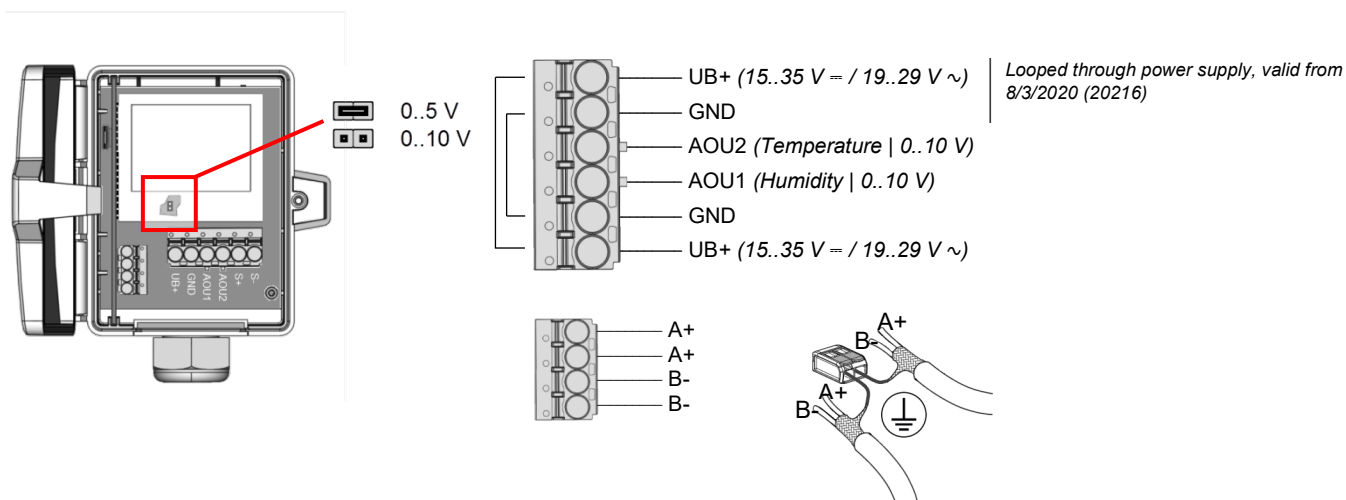 0..5 V
0..10 V
UB+
GND
AOU1
AOU2
S+
S-
UB+ (15..35 V ⎓ / 19..29 V ~)
GND
AOU2 (Temperature | 0..10 V)
AOU1 (Humidity | 0..10 V)
GND
UB+ (15..35 V ⎓ / 19..29 V ~)
Looped through power supply, valid from
8/3/2020 (20216)
A+
A+
B-
B-
A+
B-
A+
B-